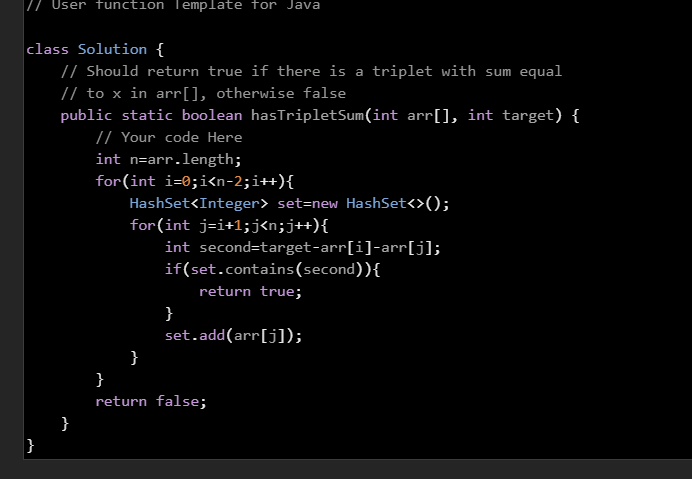 // User function Template for Java
class Solution {
// Should return true if there is a triplet with sum equal
// to x in arr[], otherwise false
public static boolean hasTripletSum(int arr[], int target) {
// Your code Here
int n=arr.length;
for(int i=0;i<n-2;i++){
HashSet<Integer> set=new HashSet<>();
for(int j=i+1;j<n;j++){
int second=target-arr[i]-arr[j];
if(set.contains(second)){
return true;
}
set.add(arr[j]);
}
}
return false;
}
}